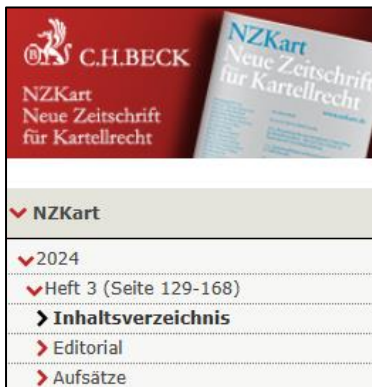 C.H.BECK
NZKart
Neue Zeitschrift
für Kartellrecht
NZKart
Neue Zeitschrift
für Kartellrecht
NZKart
2024
Heft 3 (Seite 129-168)
Inhaltsverzeichnis
Editorial
Aufsätze